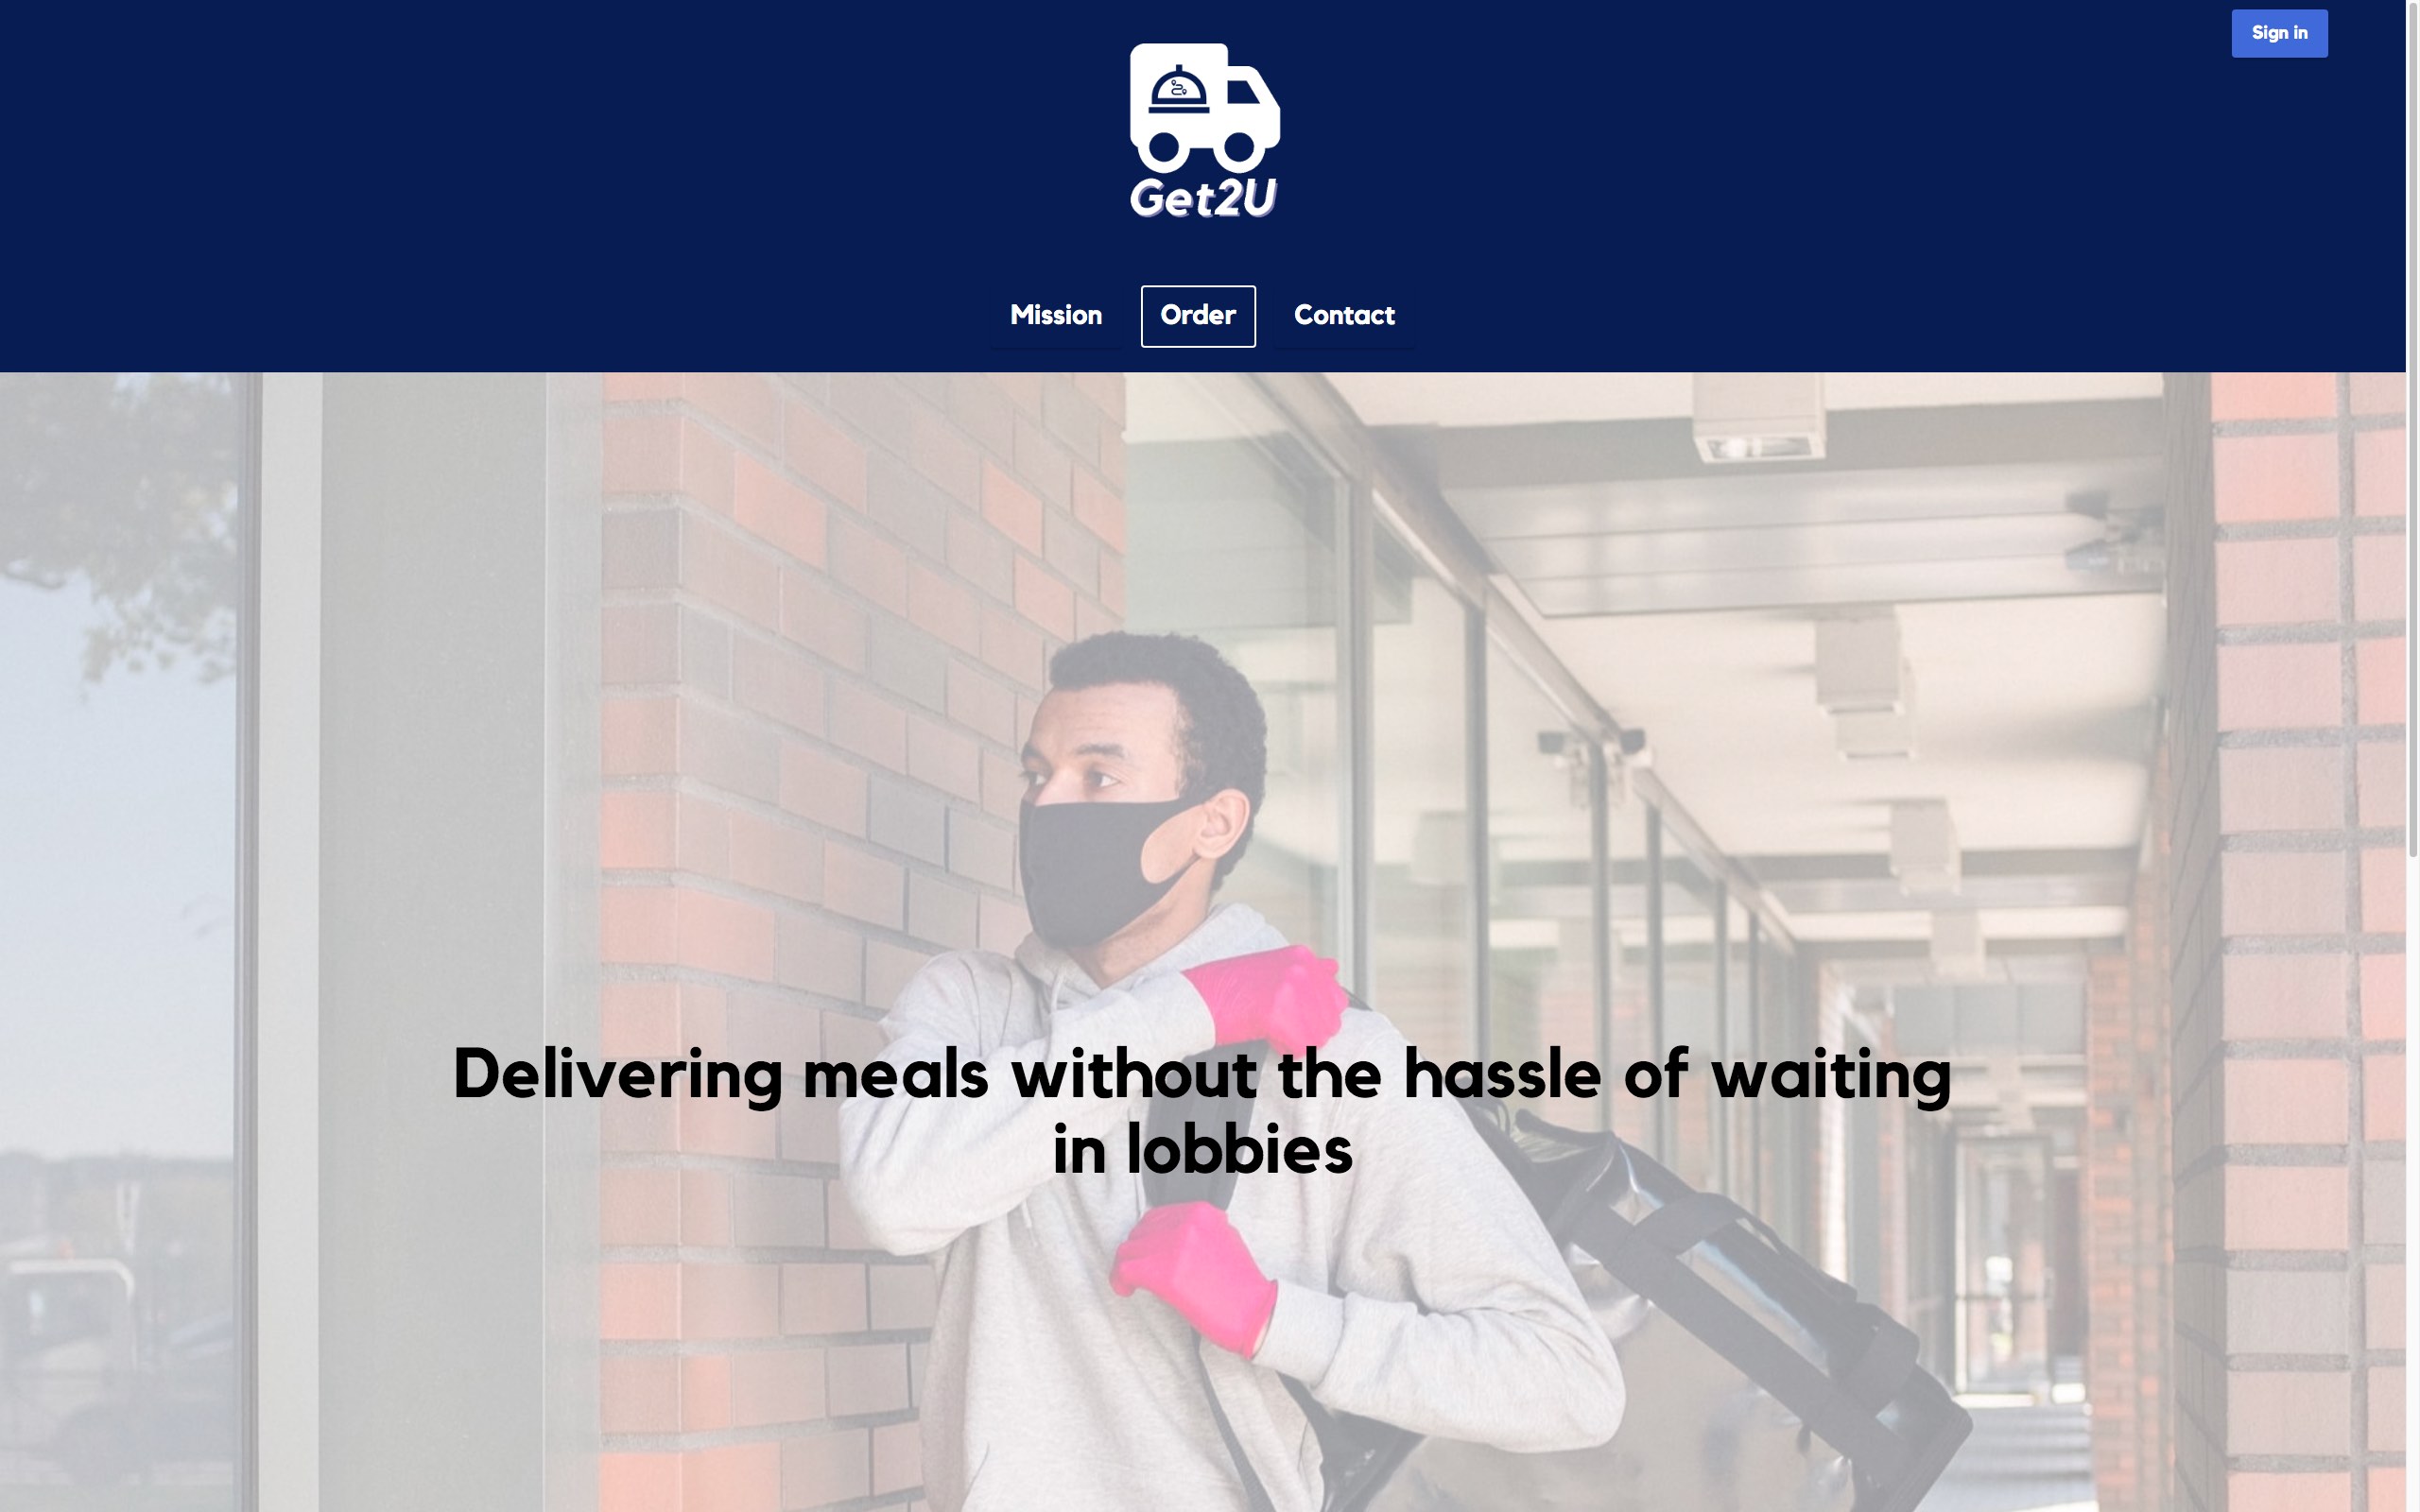 Sign in
Get2U
Mission
Order
Contact
Delivering meals without the hassle of waiting
in lobbies